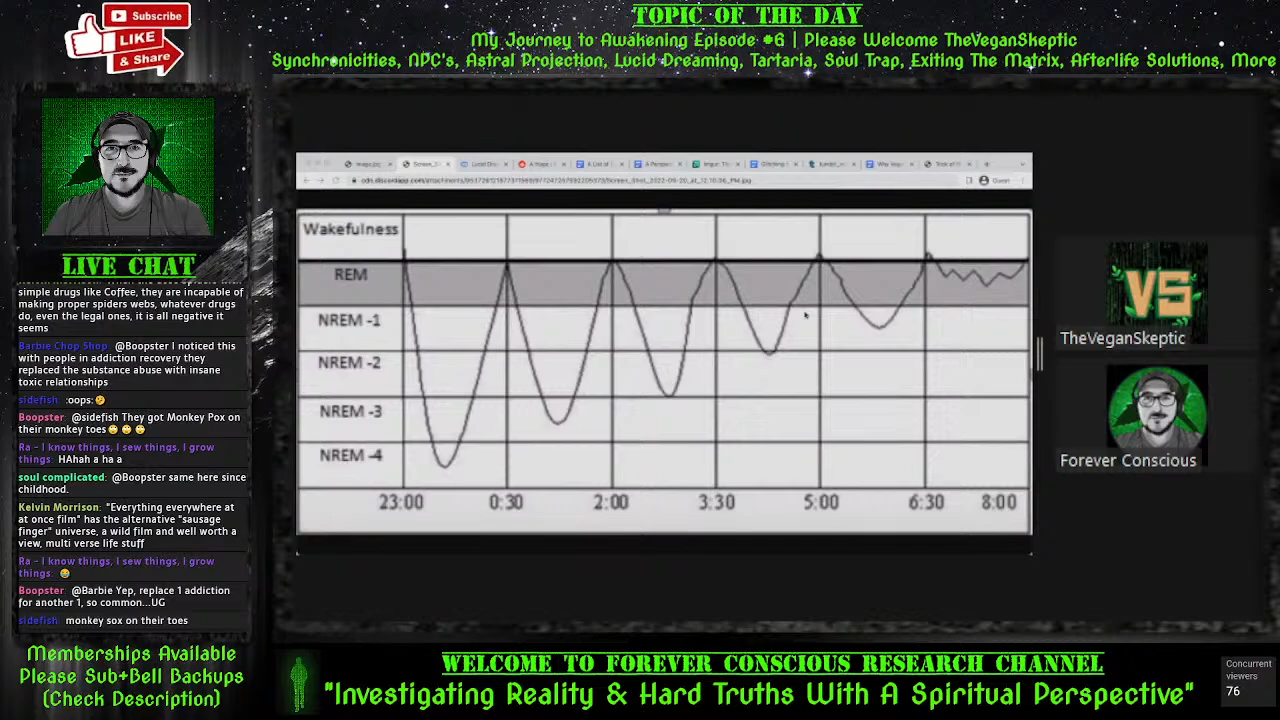 Subscribe
LIKE
& Share
TOPIC OF THE DAY
My Journey to Awakening Episode #6 | Please Welcome TheVeganSkeptic
Synchronicities, NPC's, Astral Projection, Lucid Dreaming, Tartaria, Soul Trap, Exiting The Matrix, Afterlife Solutions, More
LIVE CHAT
simple drugs like Coffee, they are incapable of
making proper spiders webs, whatever drugs
do, even the legal ones, it is all negative it
seems
Barbie Chop Shop: @Boopster I noticed this
with people in addiction recovery they
replaced the substance abuse with insane
toxic relationships
sidefish: :oops:
Boopster: @sidefish They got Monkey Pox on
their monkey toes
Ra - I know things, I sew things, I grow
things: HAhah a ha a
soul complicated: @Boopster same here since
childhood.
Kelvin Morrison: "Everything everywhere at
at once film" has the alternative "sausage
finger" universe, a wild film and well worth a
view, multi verse life stuff
Ra - I know things, I sew things, I grow
things:
Boopster: @Barbie Yep, replace 1 addiction
for another 1, so common...UG
sidefish: monkey sox on their toes
Memberships Available
Please Sub+Bell Backups
(Check Description)
Guest
Wakefulness
REM
NREM -1
NREM -2
NREM -3
NREM -4
23:00 0:30 2:00 3:30 5:00 6:30 8:00
VS
TheVeganSkeptic
Forever Conscious
WELCOME TO FOREVER CONSCIOUS RESEARCH CHANNEL
"Investigating Reality & Hard Truths With A Spiritual Perspective"
Concurrent
viewers
76